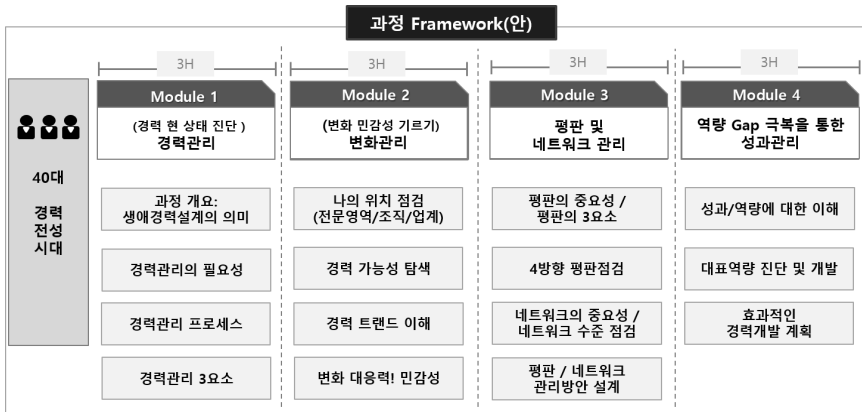 과정 Framework(안)
3H
3H
3H
3H
40대
경력
전성
시대
Module 1
(경력 현 상태 진단 )
경력관리
과정 개요:
생애경력설계의 의미
경력관리의 필요성
경력관리 프로세스
경력관리 3요소
Module 2
(변화 민감성 기르기)
변화관리
나의 위치 점검
(전문영역/조직/업계)
경력 가능성 탐색
경력 트랜드 이해
변화 대응력! 민감성
Module 3
평판 및
네트워크 관리
평판의 중요성 /
평판의 3요소
4방향 평판점검
네트워크의 중요성 /
네트워크 수준 점검
평판 / 네트워크
관리방안 설계
Module 4
역량 Gap 극복을 통한
성과관리
성과/역량에 대한 이해
대표역량 진단 및 개발
효과적인
경력개발 계획